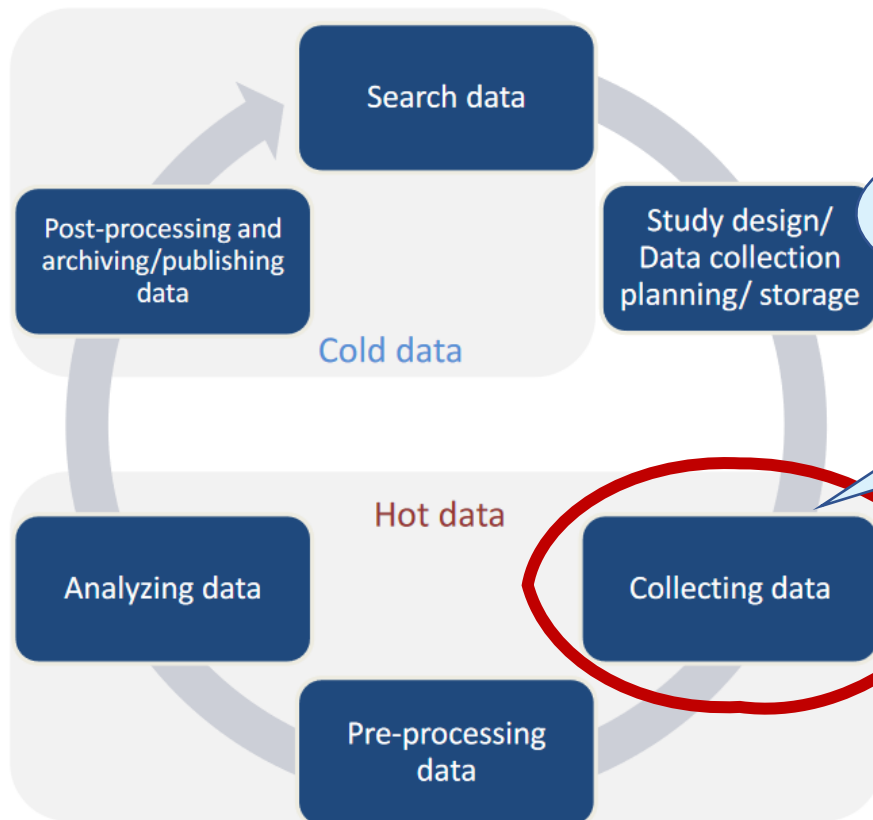 Search data
Post-processing and
archiving/publishing
data
Study design/
Data collection
planning/ storage
Cold data
Hot data
Analyzing data
Collecting data
Pre-processing
data